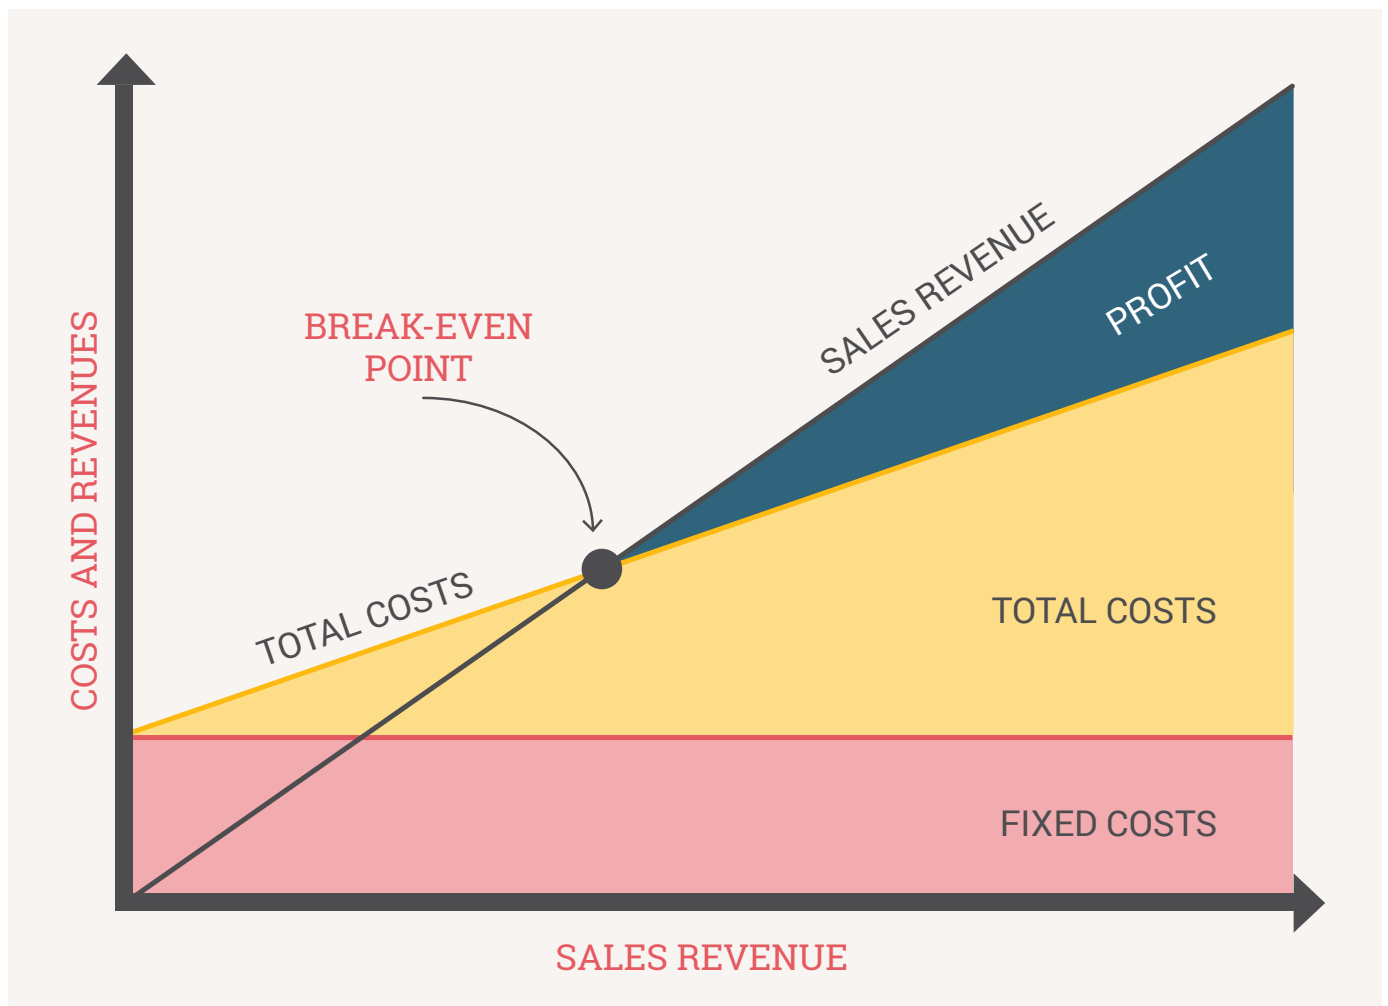 SALES REVENUE
PROFIT
BREAK-EVEN
POINT
COSTS AND REVENUES
TOTAL COSTS
TOTAL COSTS
FIXED COSTS
SALES REVENUE